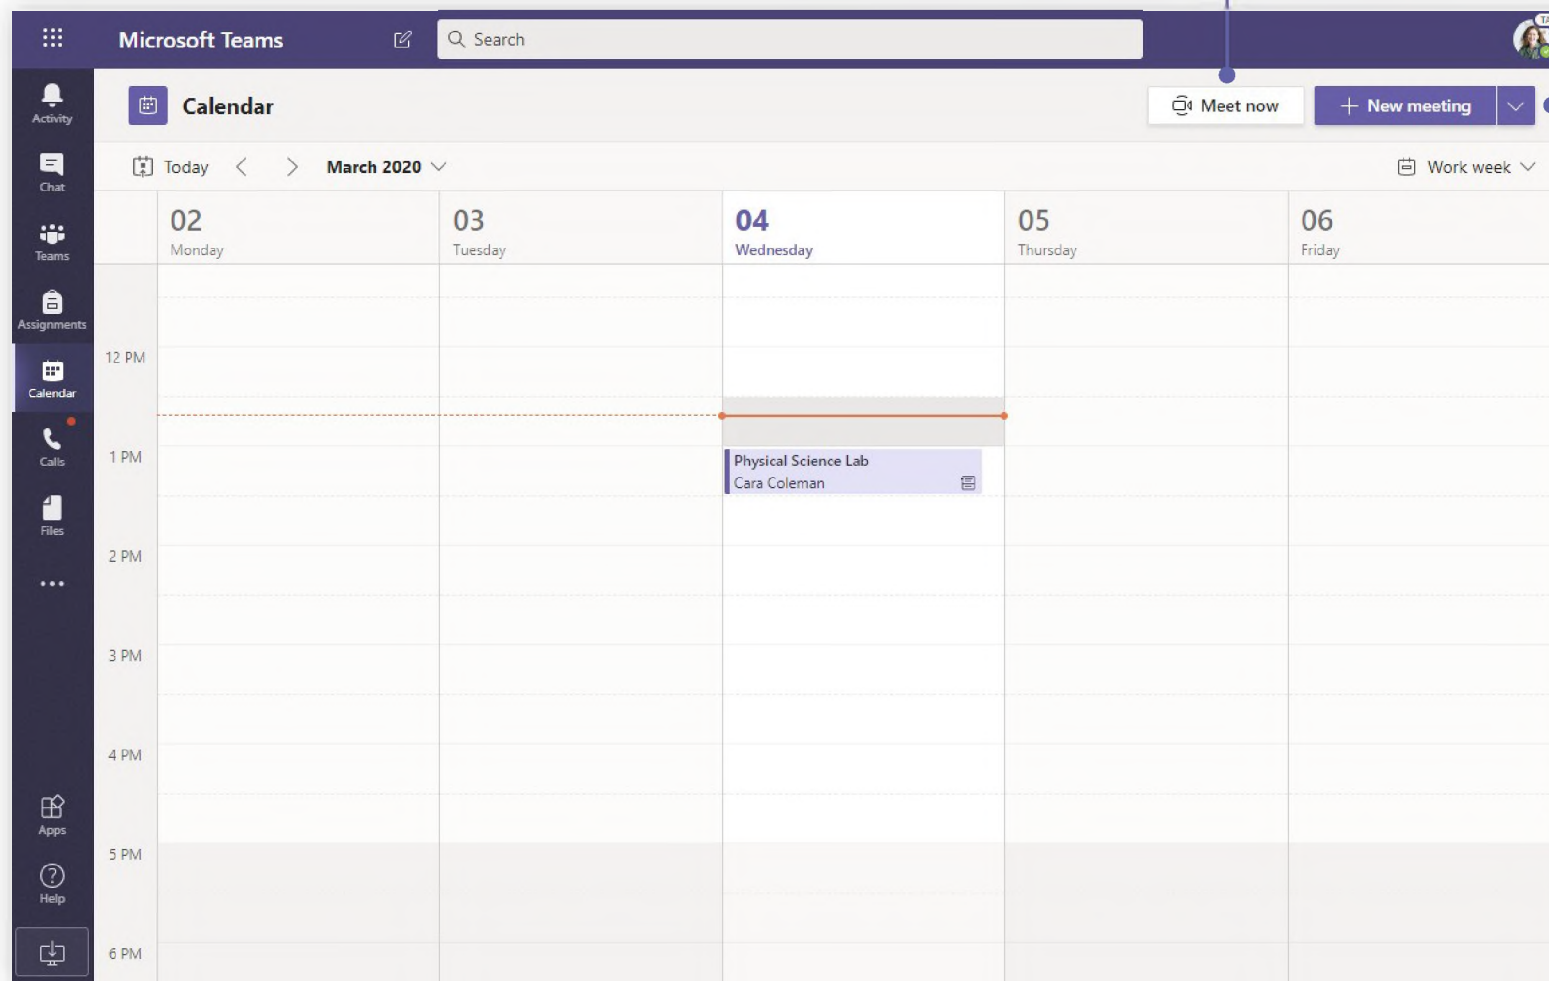 Microsoft Teams
Search
TA
Activity
Chat
Teams
Assignments
Calendar
Calls
Files
Apps
Help
Calendar
Meet now
New meeting
Today
March 2020
Work week
02
Monday
03
Tuesday
04
Wednesday
05
Thursday
06
Friday
12 PM
1 PM
Physical Science Lab
Cara Coleman
2 PM
3 PM
4 PM
5 PM
6 PM